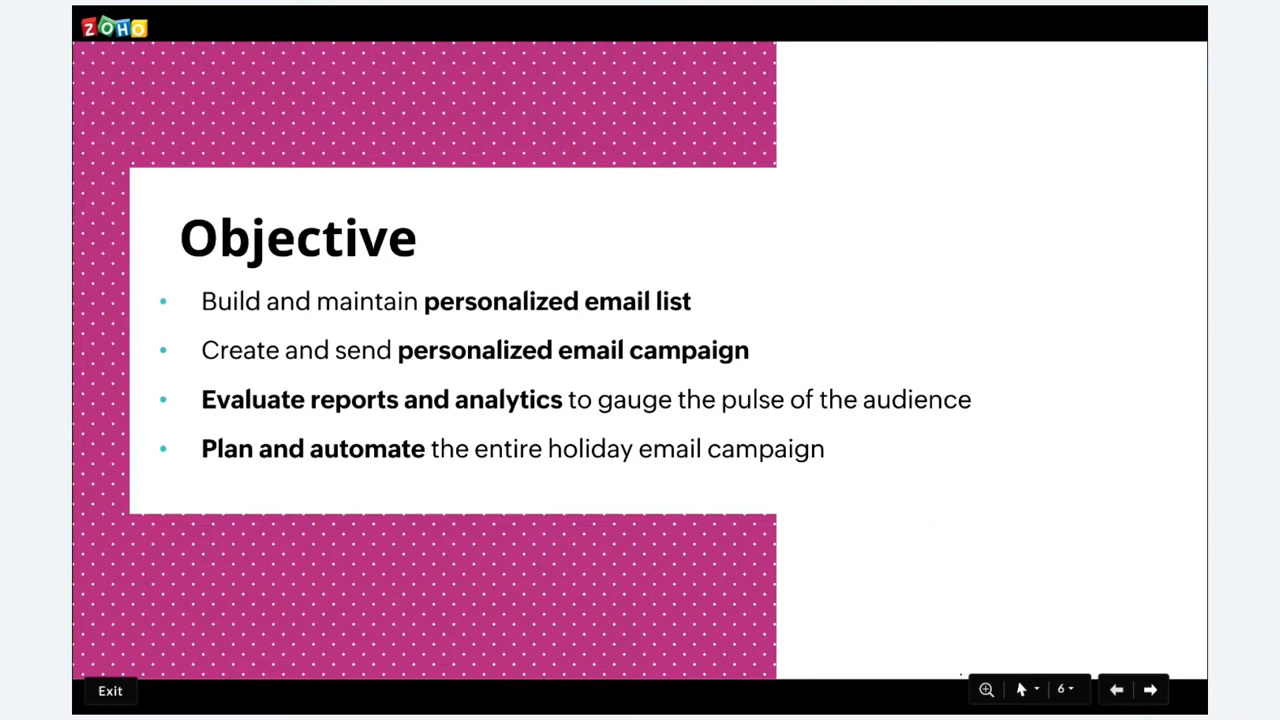 ZOHO
Objective
• Build and maintain personalized email list
• Create and send personalized email campaign
• Evaluate reports and analytics to gauge the pulse of the audience
• Plan and automate the entire holiday email campaign
Exit
6